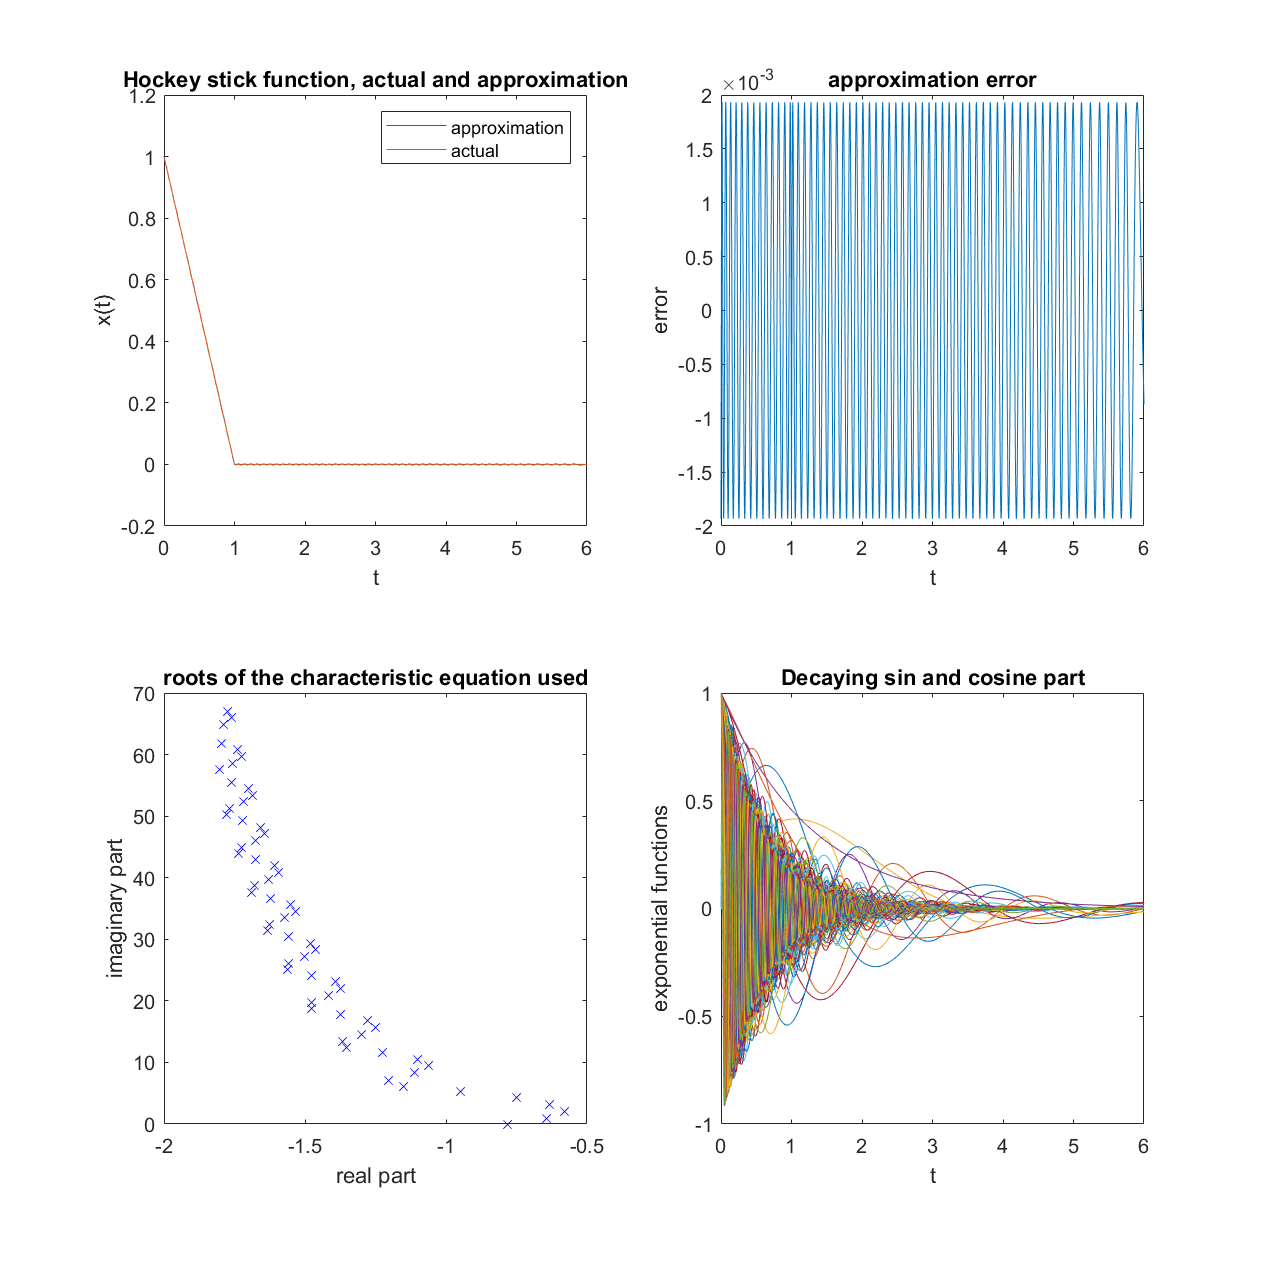 Hockey stick function, actual and approximation
1.2
1
0.8
0.6
0.4
0.2
0
-0.2
x(t)
approximation
actual
0 1 2 3 4 5 6
t
approximation error
×10^-3
2
1.5
1
0.5
0
-0.5
-1
-1.5
-2
error
0 1 2 3 4 5 6
t
roots of the characteristic equation used
70
60
50
40
30
20
10
0
imaginary part
-2 -1.5 -1 -0.5
real part
Decaying sin and cosine part
1
0.5
0
-0.5
-1
exponential functions
0 1 2 3 4 5 6
t